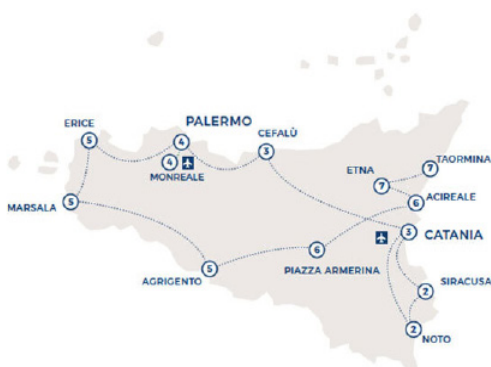 ERICE
5
PALERMO
4
CEFALÙ
3
4
MONREALE
TAORMINA
7
ETNA
7
MARSALA
5
ACIREALE
6
3
CATANIA
AGRIGENTO
5
6
PIAZZA ARMERINA
SIRACUSA
2
2
NOTO